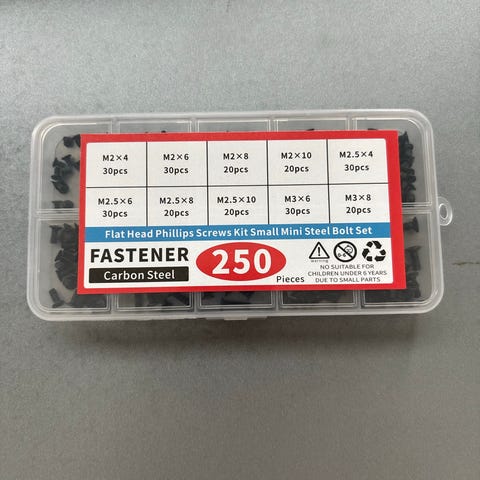 M2×4 M2×6 M2×8 M2×10 M2.5×4
30pcs 30pcs 20pcs 20pcs 30pcs
M2.5×6 M2.5×8 M2.5×10 M3×6 M3×8
30pcs 20pcs 20pcs 30pcs 20pcs
Flat Head Phillips Screws Kit Small Mini Steel Bolt Set
FASTENER
Carbon Steel
250
Pieces
Warning
NO SUITABLE FOR
CHILDREN UNDER 6 YEARS
DUE TO SMALL PARTS